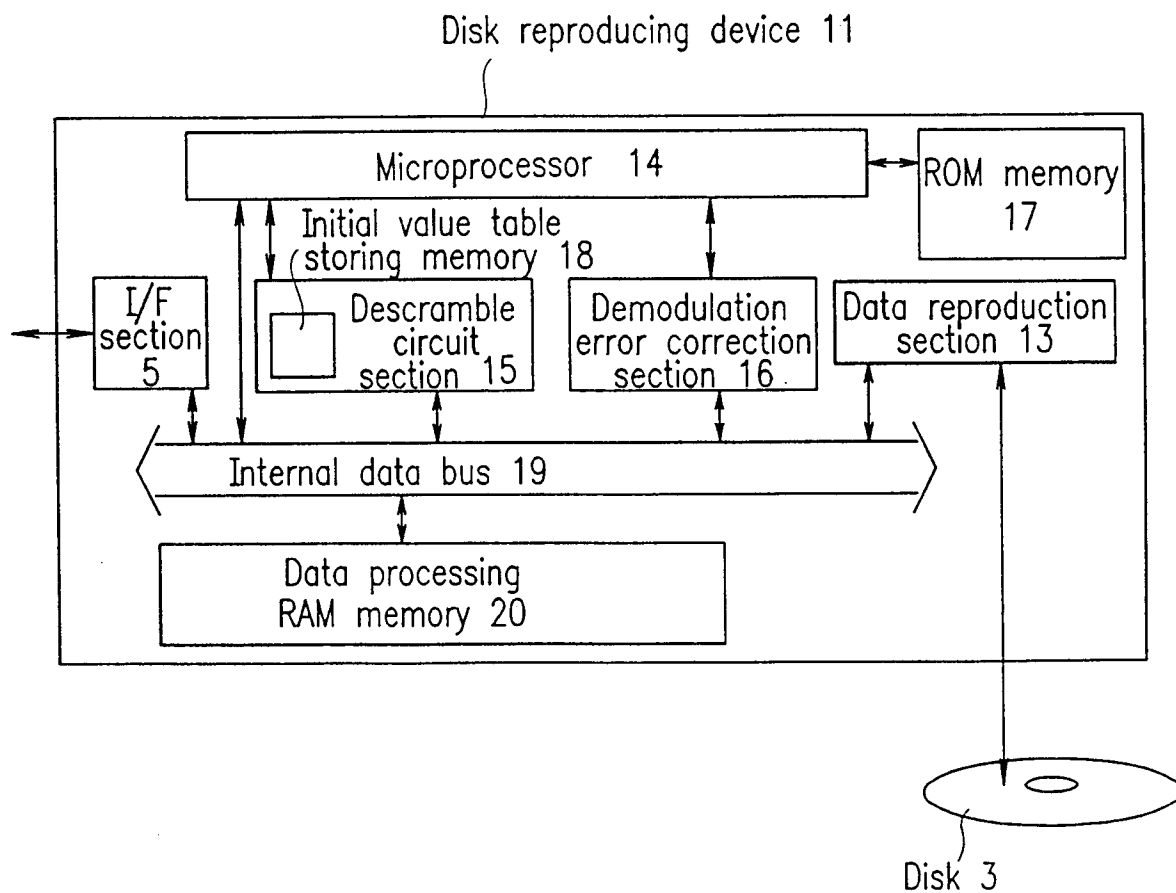 Disk reproducing device 11
Microprocessor 14
ROM memory
17
Initial value table
storing memory 18
I/F
section
5
Descramble
circuit
section 15
Demodulation
error correction
section 16
Data reproduction
section 13
Internal data bus 19
Data processing
RAM memory 20
Disk 3